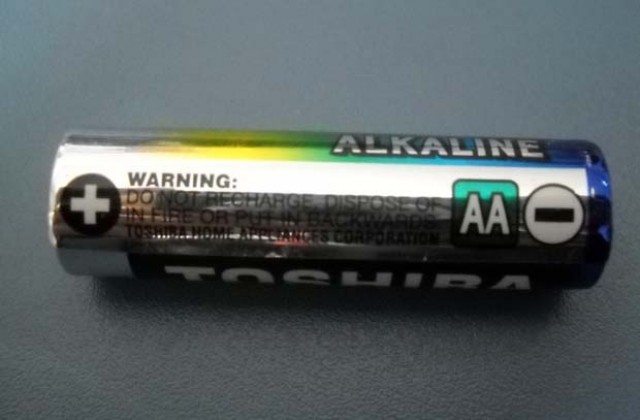 ALKALINE
WARNING:
DO NOT RECHARGE, DISPOSE OF
IN FIRE OR PUT IN BACKWARDS.
TOSHIBA HOME APPLIANCES CORPORATION
AA
TOSHIBA